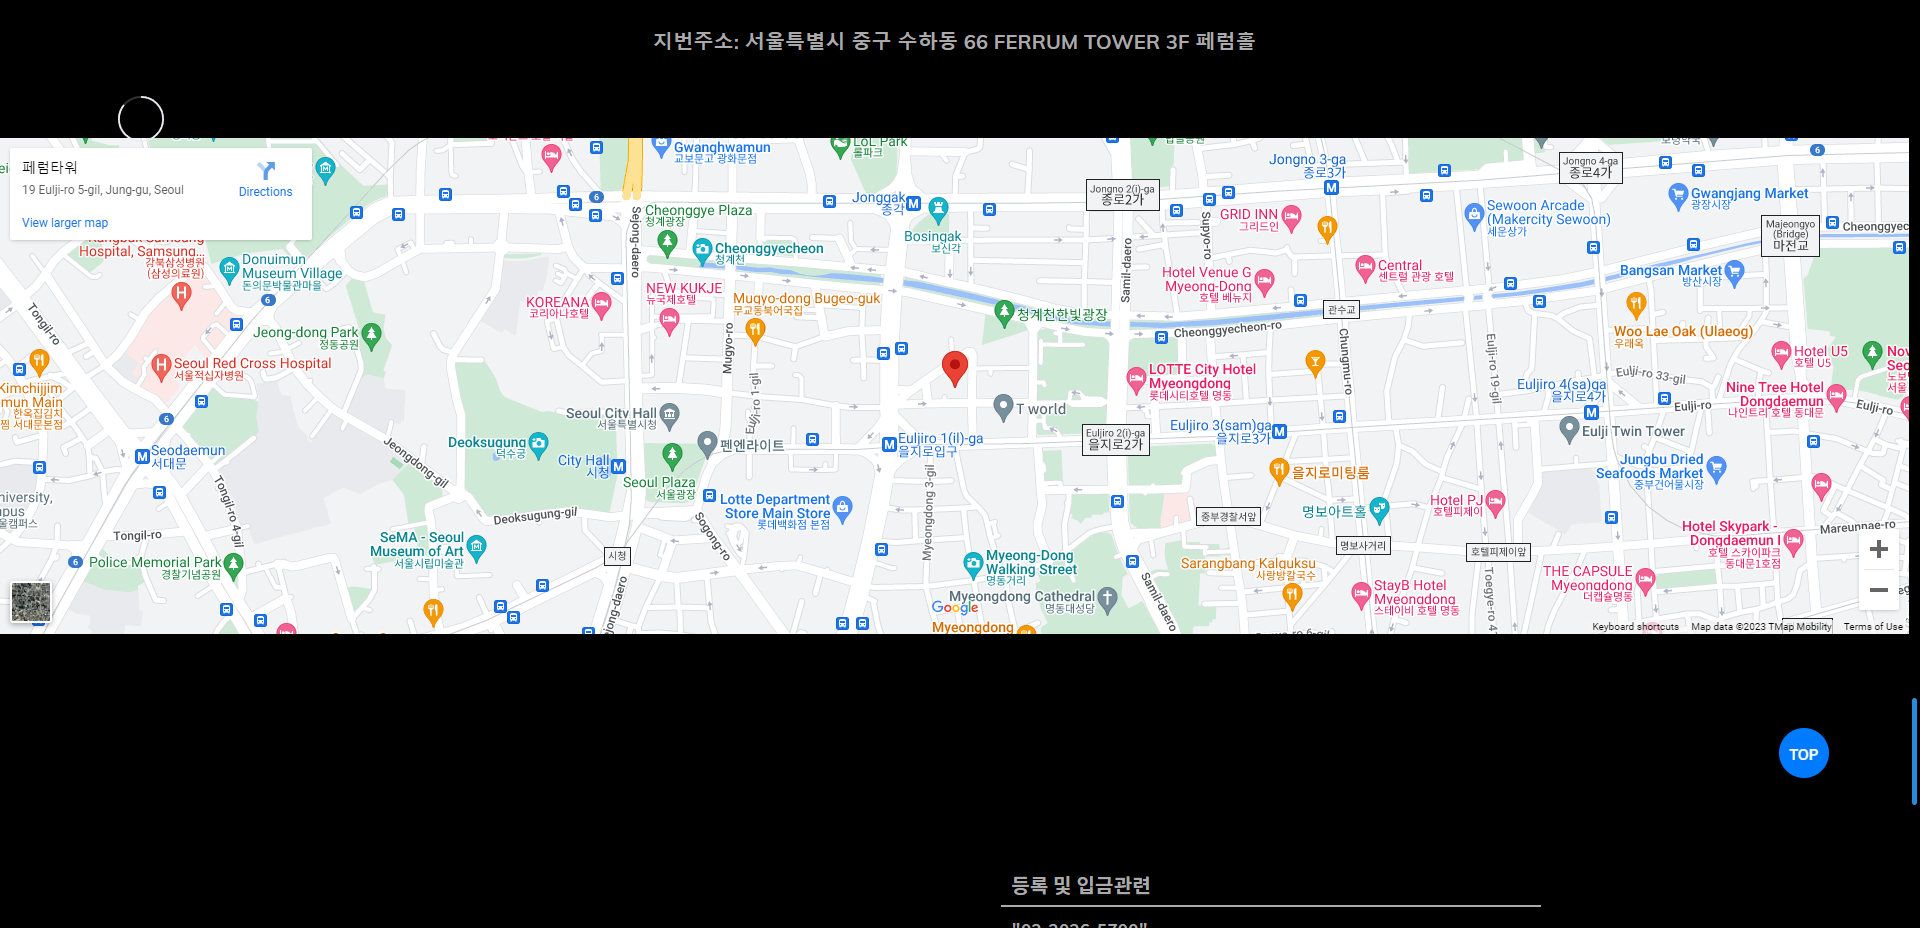 지번주소: 서울특별시 중구 수하동 66 FERRUM TOWER 3F 페럼홀
페럼타워
19 Eulji-ro 5-gil, Jung-gu, Seoul
Directions
View larger map
Gwanghwamun
교보문고 광화문점
LoL Park
롤파크
Jongno 3-ga
종로3가
Jongno 4-ga
종로4가
6
Jongno 2(i)-ga
종로2가
Jonggak
종각
6
Gwangjang Market
광장시장
Cheonggye Plaza
청계광장
Sejong-daero
Bosingak
보신각
GRID INN
그리드인
Supyo-ro
Sewoon Arcade
(Makercity Sewoon)
세운상가
Majeongyo
(Bridge)
마전교
Cheonggyec
Hospital, Samsung...
강북삼성병원
(삼성의료원)
Donuimun
Museum Village
돈의문박물관마을
6
Cheonggyecheon
청계천
Samil-daero
Hotel Venue G
Myeong-Dong
호텔 베뉴지
Central
센트럴 관광 호텔
Bangsan Market
방산시장
Tongil-ro
KOREANA
코리아나호텔
NEW KUKJE
뉴국제호텔
Mugyo-dong Bugeo-guk
무교동북어국집
청계천한빛광장
관수교
Cheonggyecheon-ro
Woo Lae Oak (Ulaeog)
우래옥
Jeong-dong Park
정동공원
Mugyo-ro
Chungmu-ro
Eulji-ro 19-gil
Hotel U5
호텔 U5
Seoul Red Cross Hospital
서울적십자병원
LOTTE City Hotel
Myeongdong
롯데시티호텔 명동
Eulji-ro 33-gil
Kimchijjim
mun Main
한옥집김치
찜 서대문본점
6
Eulji-ro 1-gil
T world
Euljiro 4(sa)ga
을지로4가
Nine Tree Hotel
Dongdaemun
나인트리 호텔 동대문
Eulji-ro
Eulji-ro
Seoul City Hall
서울특별시청
Deoksugung
덕수궁
펜엔라이트
Euljiro 1(il)-ga
을지로입구
Euljiro 2(i)-ga
을지로2가
Euljiro 3(sam)ga
을지로3가
Eulji Twin Tower
Seodaemun
서대문
Jeongdong-gil
City Hall
시청
Seoul Plaza
서울광장
을지로미팅룸
Jungbu Dried
Seafoods Market
중부건어물시장
Tongil-ro 4-gil
Lotte Department
Store Main Store
롯데백화점 본점
Myeongdong 3-gil
Hotel PJ
호텔피제이
명보아트홀
중부경찰서앞
Deoksugung-gil
Sogong-ro
Tongil-ro
SeMA - Seoul
Museum of Art
서울시립미술관
시청
명보사거리
호텔피제이앞
Hotel Skypark -
Dongdaemun I
호텔 스카이파크
동대문1호점
Mareunnae-ro
6
Police Memorial Park
경찰기념공원
Myeong-Dong
Walking Street
명동거리
Sarangbang Kalguksu
사랑방칼국수
THE CAPSULE
Myeongdong
더캡슐명동
StayB Hotel
Myeongdong
스테이비 호텔 명동
Myeongdong Cathedral
명동대성당
Samil-daero
Google
Myeongdong
Keyboard shortcuts
Map data ©2023 TMap Mobility
Terms of Use
TOP
등록 및 입금관련